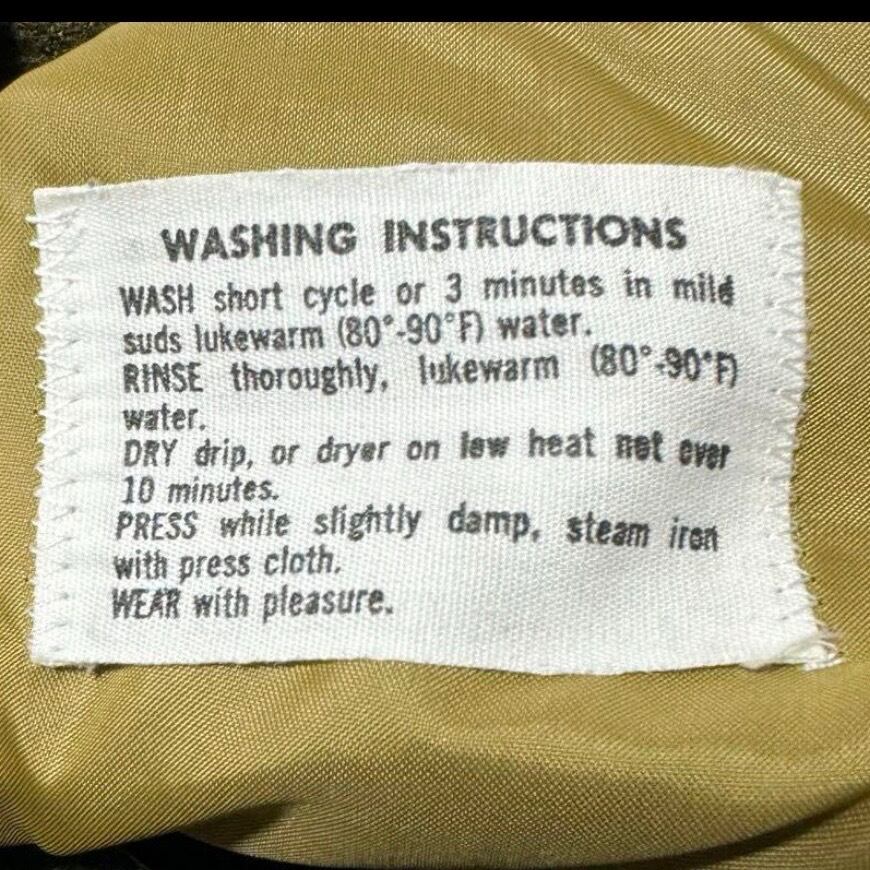 WASHING INSTRUCTIONS
WASH short cycle or 3 minutes in mild
suds lukewarm (80°-90°F) water.
RINSE thoroughly, lukewarm (80°-90°F)
water.
DRY drip, or dryer on low heat not over
10 minutes.
PRESS while slightly damp, steam iron
with press cloth.
WEAR with pleasure.